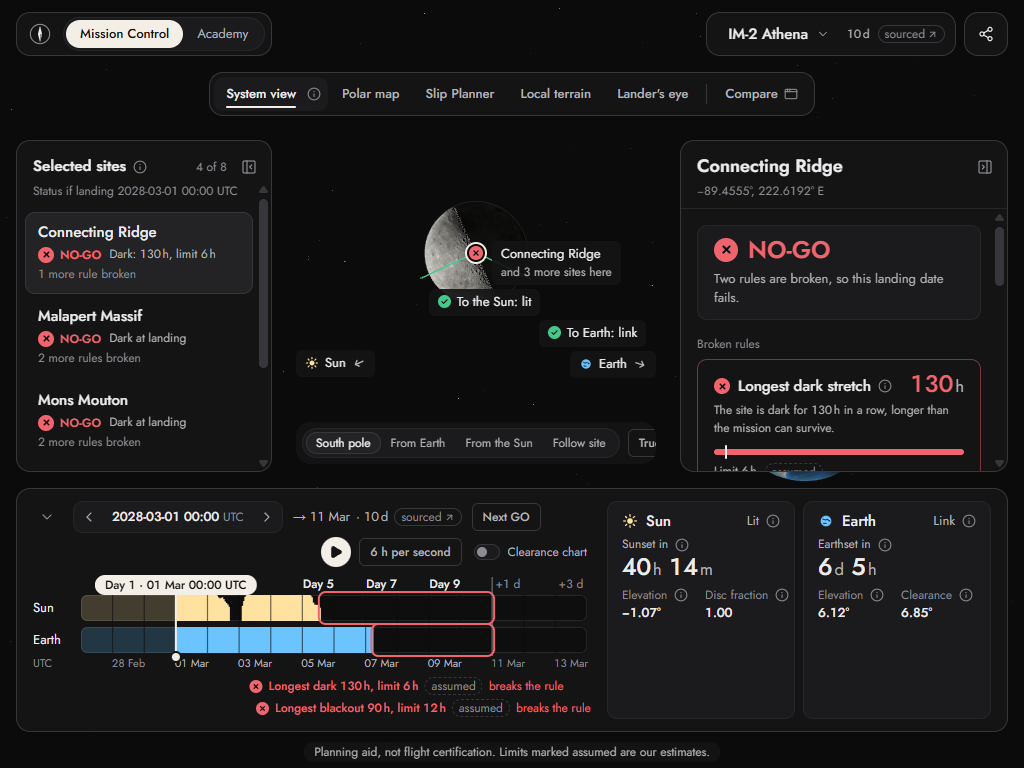 Mission Control
Academy
IM-2 Athena
10d
sourced ↗
System view
Polar map
Slip Planner
Local terrain
Lander's eye
Compare
Selected sites
4 of 8
Status if landing 2028-03-01 00:00 UTC
Connecting Ridge
NO-GO Dark: 130h, limit 6h
1 more rule broken
Malapert Massif
NO-GO Dark at landing
2 more rules broken
Mons Mouton
NO-GO Dark at landing
2 more rules broken
Connecting Ridge
and 3 more sites here
To the Sun: lit
To Earth: link
Sun ←
Earth →
South pole
From Earth
From the Sun
Follow site
Connecting Ridge
−89.4555°, 222.6192° E
NO-GO
Two rules are broken, so this landing date
fails.
Broken rules
Longest dark stretch
130h
The site is dark for 130h in a row, longer than
the mission can survive.
Limit 6h assumed
2028-03-01 00:00 UTC
→ 11 Mar · 10d sourced ↗
Next GO
6 h per second
Clearance chart
Day 1 · 01 Mar 00:00 UTC
Day 5
Day 7
Day 9
+1 d
+3 d
Sun
Earth
UTC
28 Feb
01 Mar
03 Mar
05 Mar
07 Mar
09 Mar
11 Mar
13 Mar
Longest dark 130h, limit 6h assumed breaks the rule
Longest blackout 90h, limit 12h assumed breaks the rule
Sun
Lit
Sunset in
40h 14m
Elevation
Disc fraction
−1.07°
1.00
Earth
Link
Earthset in
6d 5h
Elevation
Clearance
6.12°
6.85°
Planning aid, not flight certification. Limits marked assumed are our estimates.